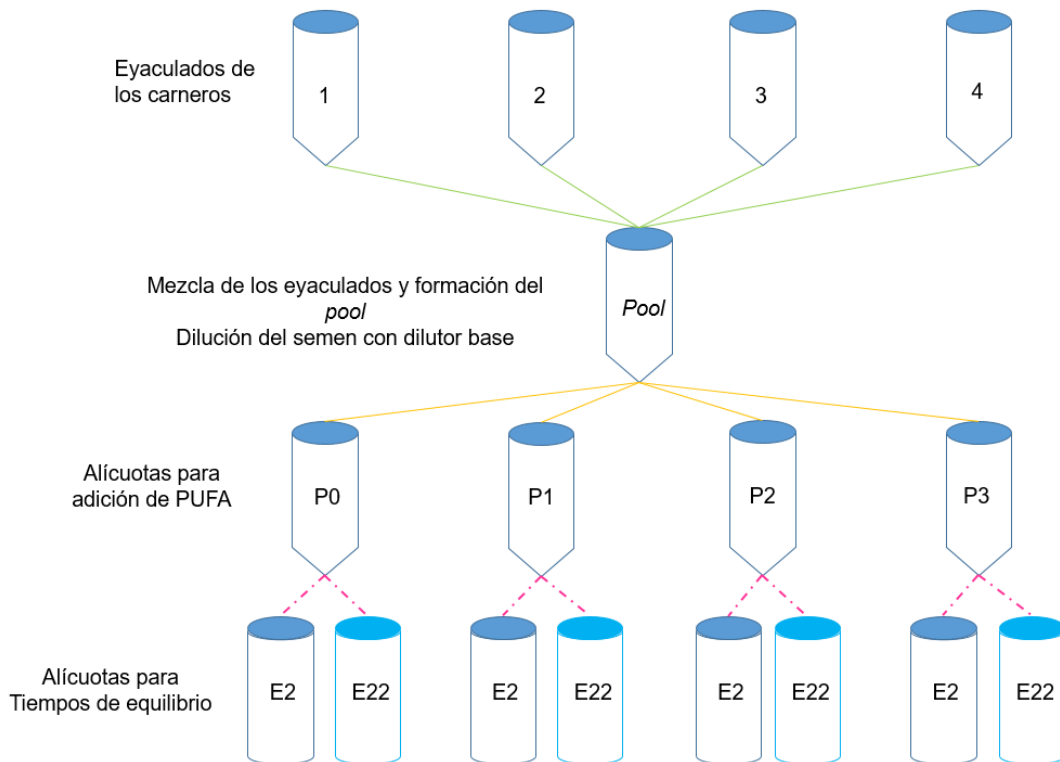 Eyaculados de
los carneros
1
2
3
4
Mezcla de los eyaculados y formación del
pool
Dilución del semen con dilutor base
Pool
Alícuotas para
adición de PUFA
P0
P1
P2
P3
Alícuotas para
Tiempos de equilibrio
E2
E22
E2
E22
E2
E22
E2
E22